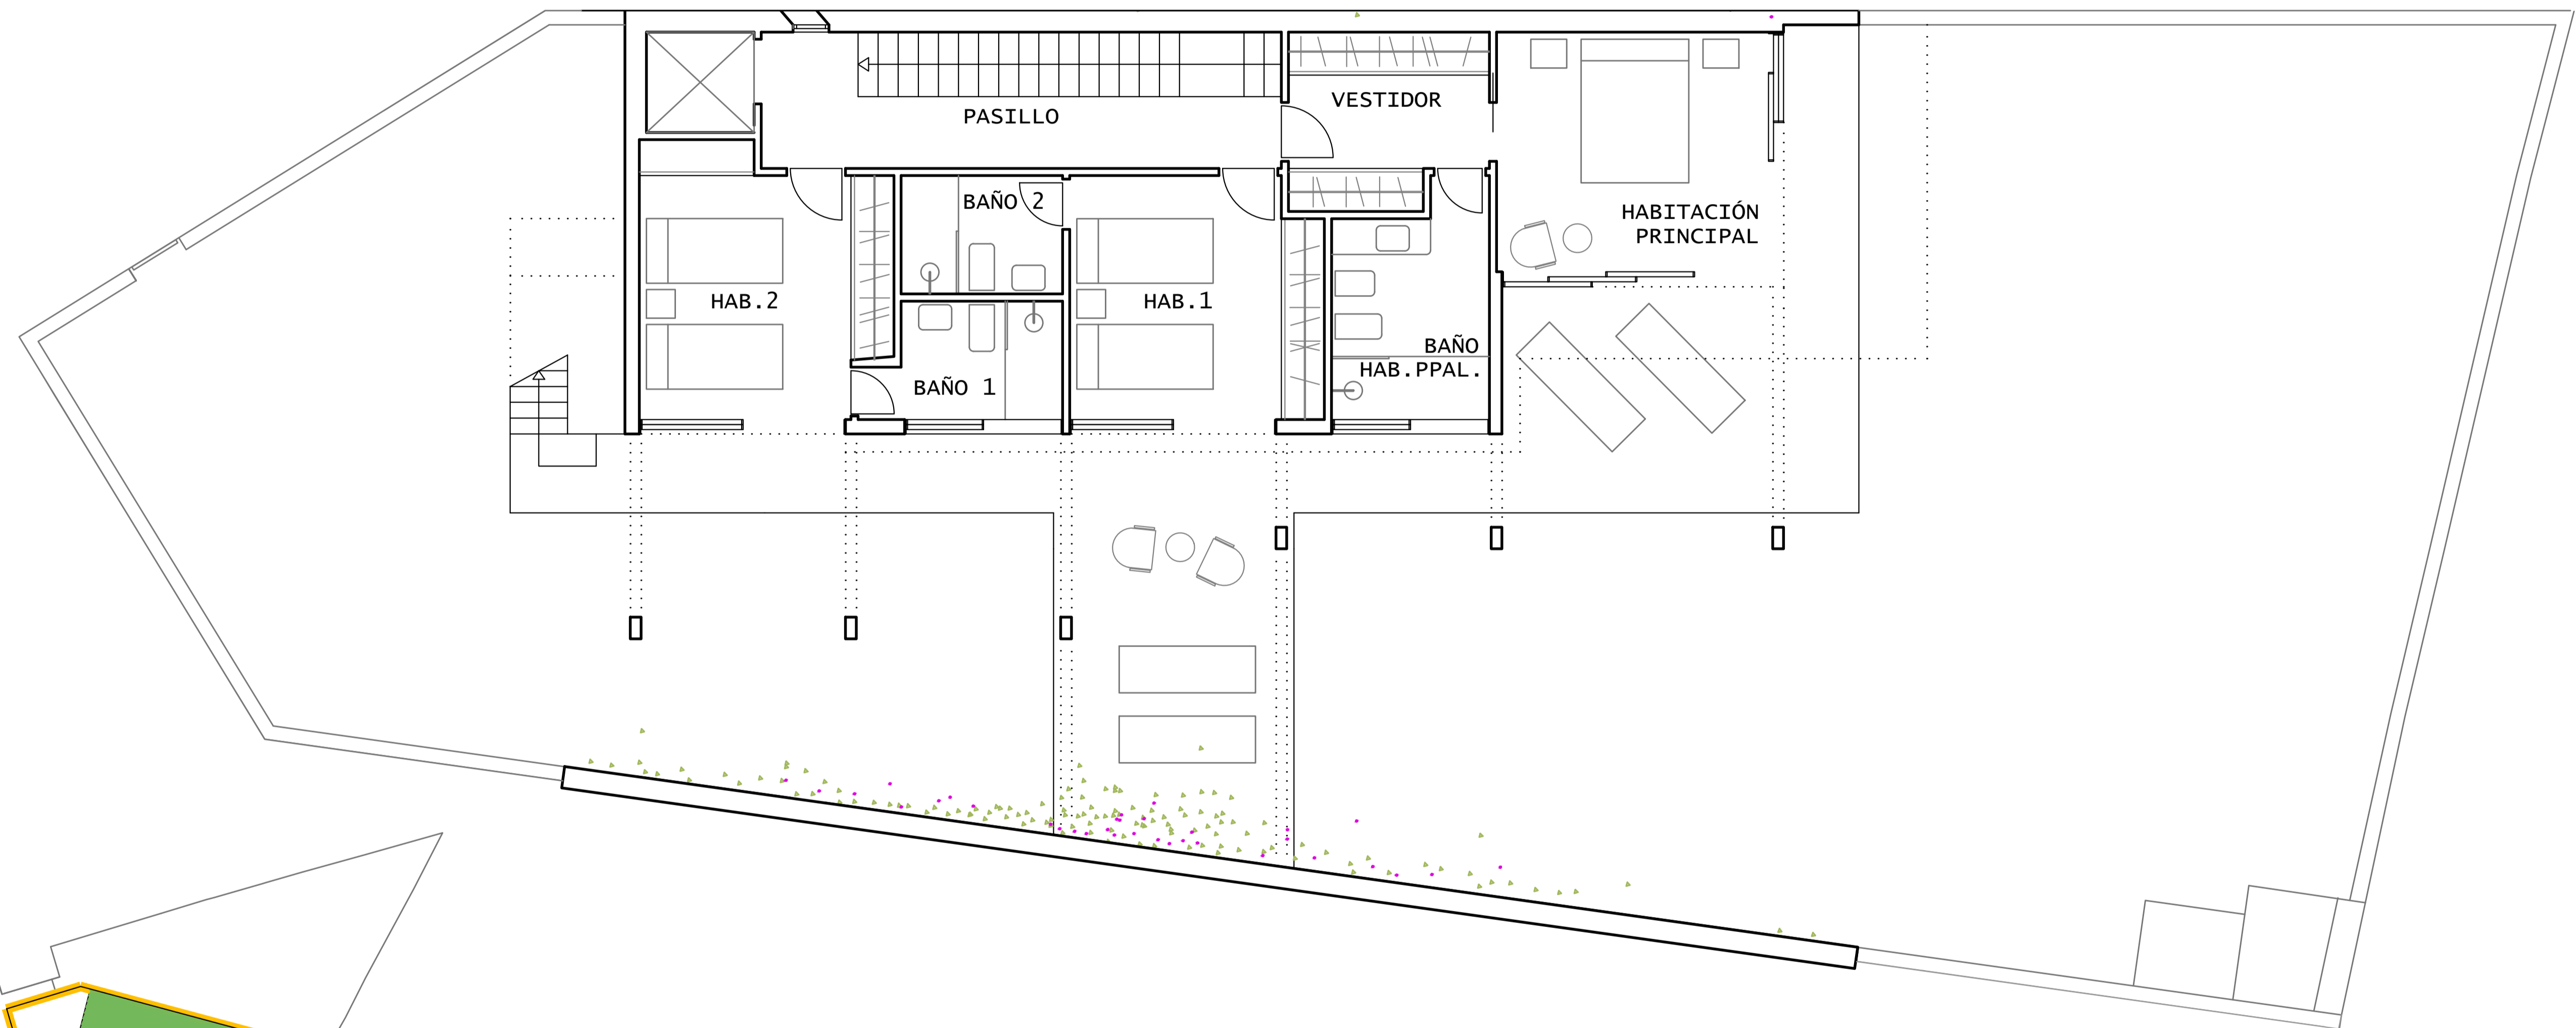 VESTIDOR
PASILLO
BAÑO 2
HABITACIÓN
PRINCIPAL
HAB.2
HAB.1
BAÑO
HAB.PPAL.
BAÑO 1